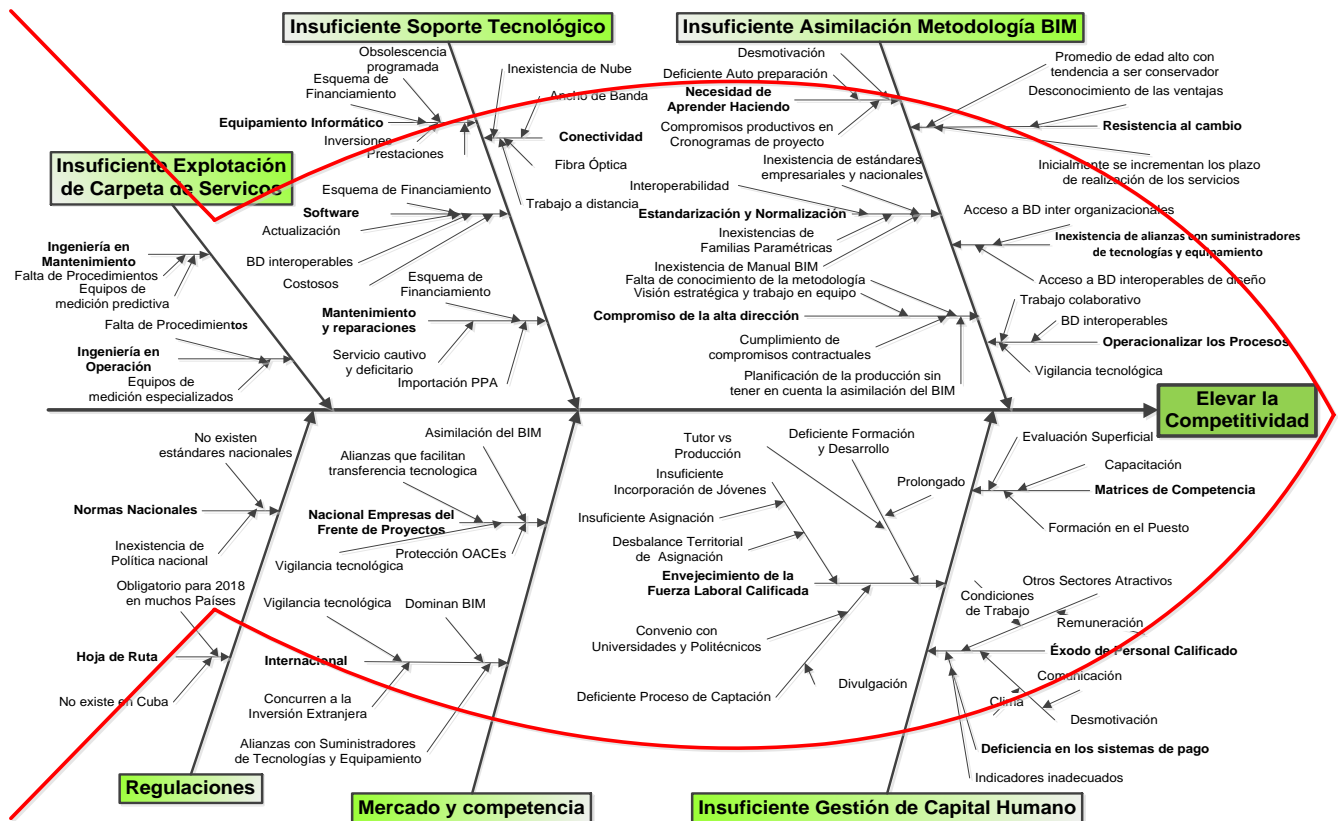 Insuficiente Soporte Tecnológico
Obsolescencia
programada
Esquema de
Financiamiento
Equipamiento Informático
Inversiones
Prestaciones
Inexistencia de Nube
Ancho de Banda
Conectividad
Fibra Óptica
Trabajo a distancia
Esquema de Financiamiento
Software
Actualización
BD interoperables
Costosos
Esquema de
Financiamiento
Mantenimiento
y reparaciones
Servicio cautivo
y deficitario
Importación PPA
Insuficiente Asimilación Metodología BIM
Desmotivación
Deficiente Auto preparación
Necesidad de
Aprender Haciendo
Compromisos productivos en
Cronogramas de proyecto
Promedio de edad alto con
tendencia a ser conservador
Desconocimiento de las ventajas
Resistencia al cambio
Inicialmente se incrementan los plazo
de realización de los servicios
Inexistencia de estándares
empresariales y nacionales
Interoperabilidad
Estandarización y Normalización
Inexistencias de
Familias Paramétricas
Inexistencia de Manual BIM
Acceso a BD inter organizacionales
Inexistencia de alianzas con suministradores
de tecnologías y equipamiento
Acceso a BD interoperables de diseño
Falta de conocimiento de la metodología
Visión estratégica y trabajo en equipo
Compromiso de la alta dirección
Cumplimiento de
compromisos contractuales
Planificación de la producción sin
tener en cuenta la asimilación del BIM
Trabajo colaborativo
BD interoperables
Operacionalizar los Procesos
Vigilancia tecnológica
Insuficiente Explotación
de Carpeta de Servicos
Ingeniería en
Mantenimiento
Falta de Procedimientos
Equipos de
medición predictiva
Falta de Procedimientos
Ingeniería en
Operación
Equipos de
medición especializados
Elevar la
Competitividad
No existen
estándares nacionales
Normas Nacionales
Inexistencia de
Política nacional
Obligatorio para 2018
en muchos Países
Hoja de Ruta
No existe en Cuba
Regulaciones
Asimilación del BIM
Alianzas que facilitan
transferencia tecnologica
Nacional Empresas del
Frente de Proyectos
Protección OACEs
Vigilancia tecnológica
Vigilancia tecnológica
Dominan BIM
Internacional
Concurren a la
Inversión Extranjera
Alianzas con Suministradores
de Tecnologías y Equipamiento
Mercado y competencia
Tutor vs
Producción
Deficiente Formación
y Desarrollo
Insuficiente
Incorporación de Jóvenes
Prolongado
Insuficiente Asignación
Desbalance Territorial
de Asignación
Envejecimiento de la
Fuerza Laboral Calificada
Convenio con
Universidades y Politécnicos
Divulgación
Deficiente Proceso de Captación
Evaluación Superficial
Capacitación
Matrices de Competencia
Formación en el Puesto
Otros Sectores Atractivos
Condiciones
de Trabajo
Remuneración
Éxodo de Personal Calificado
Comunicación
Clima
Desmotivación
Deficiencia en los sistemas de pago
Indicadores inadecuados
Insuficiente Gestión de Capital Humano